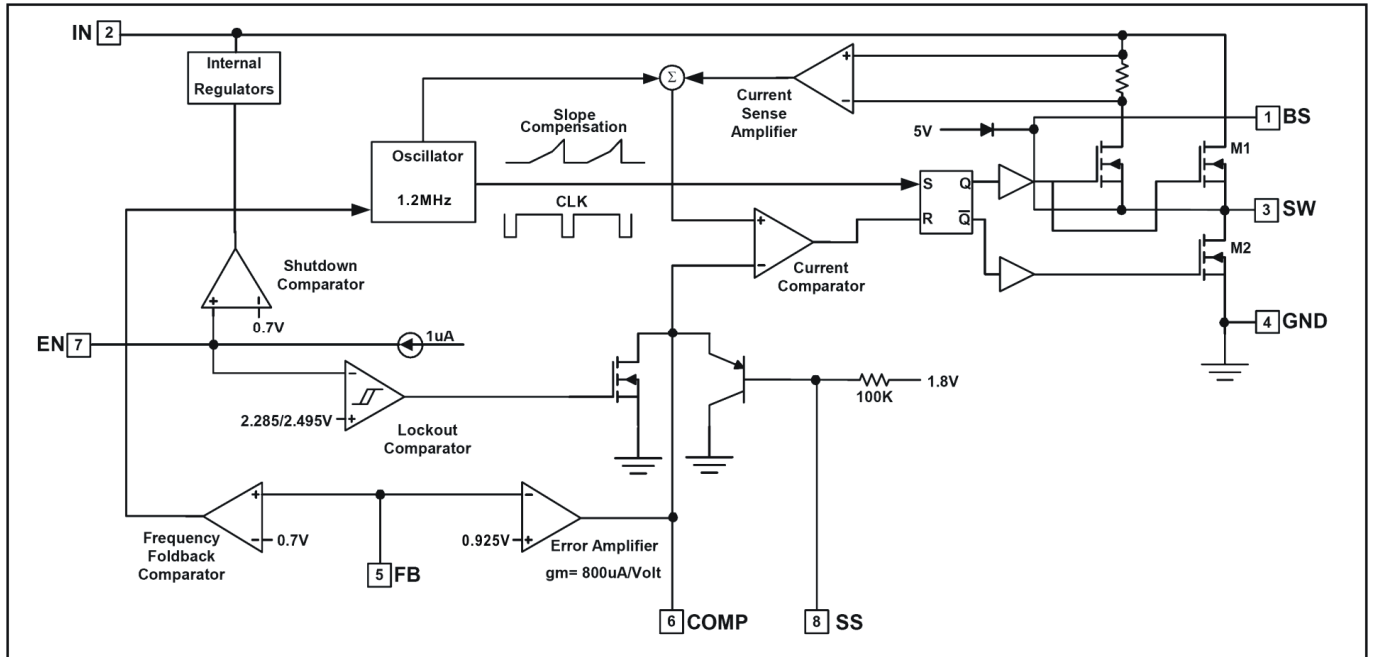 IN 2
Internal
Regulators
Σ
+
−
Current
Sense
Amplifier
Slope
Compensation
5V
1 BS
M1
Oscillator
1.2MHz
CLK
S Q
R Q̅
3 SW
M2
+
−
Current
Comparator
Shutdown
Comparator
+ −
0.7V
4 GND
EN 7
1uA
−
2.285/2.495V +
Lockout
Comparator
100K
1.8V
+
− 0.7V
Frequency
Foldback
Comparator
5 FB
−
0.925V +
Error Amplifier
gm= 800uA/Volt
6 COMP
8 SS